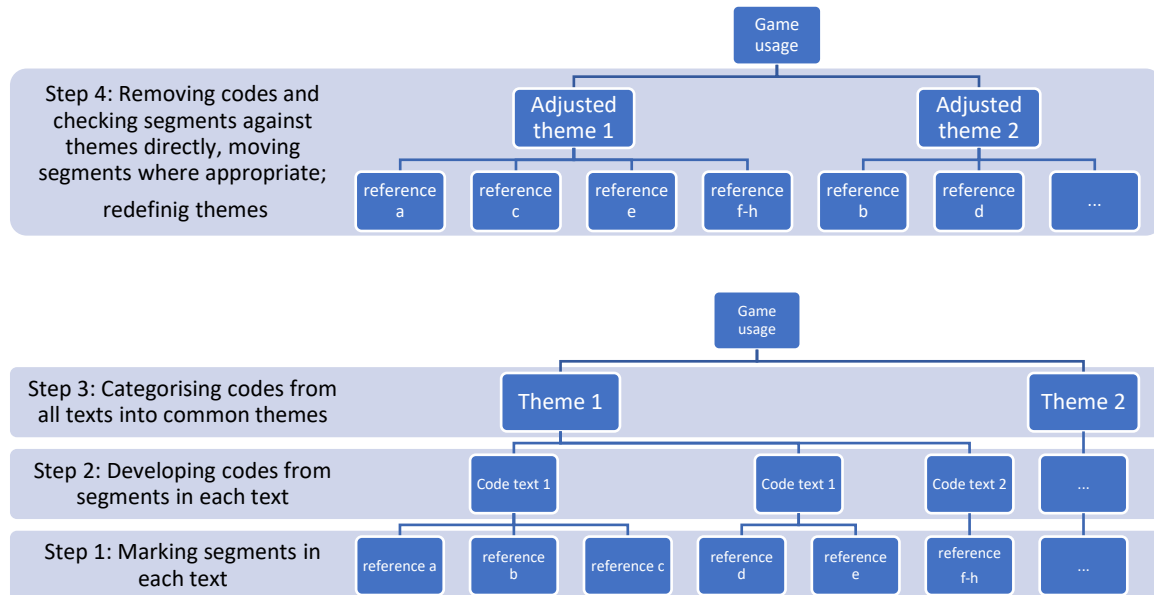 Game
usage
Step 4: Removing codes and
checking segments against
themes directly, moving
segments where appropriate;
redefinig themes
Adjusted
theme 1
Adjusted
theme 2
reference
a
reference
c
reference
e
reference
f-h
reference
b
reference
d
...
Game
usage
Step 3: Categorising codes from
all texts into common themes
Theme 1
Theme 2
Step 2: Developing codes from
segments in each text
Code text 1
Code text 1
Code text 2
...
Step 1: Marking segments in
each text
reference a
reference
b
reference c
reference
d
reference
e
reference
f-h
...